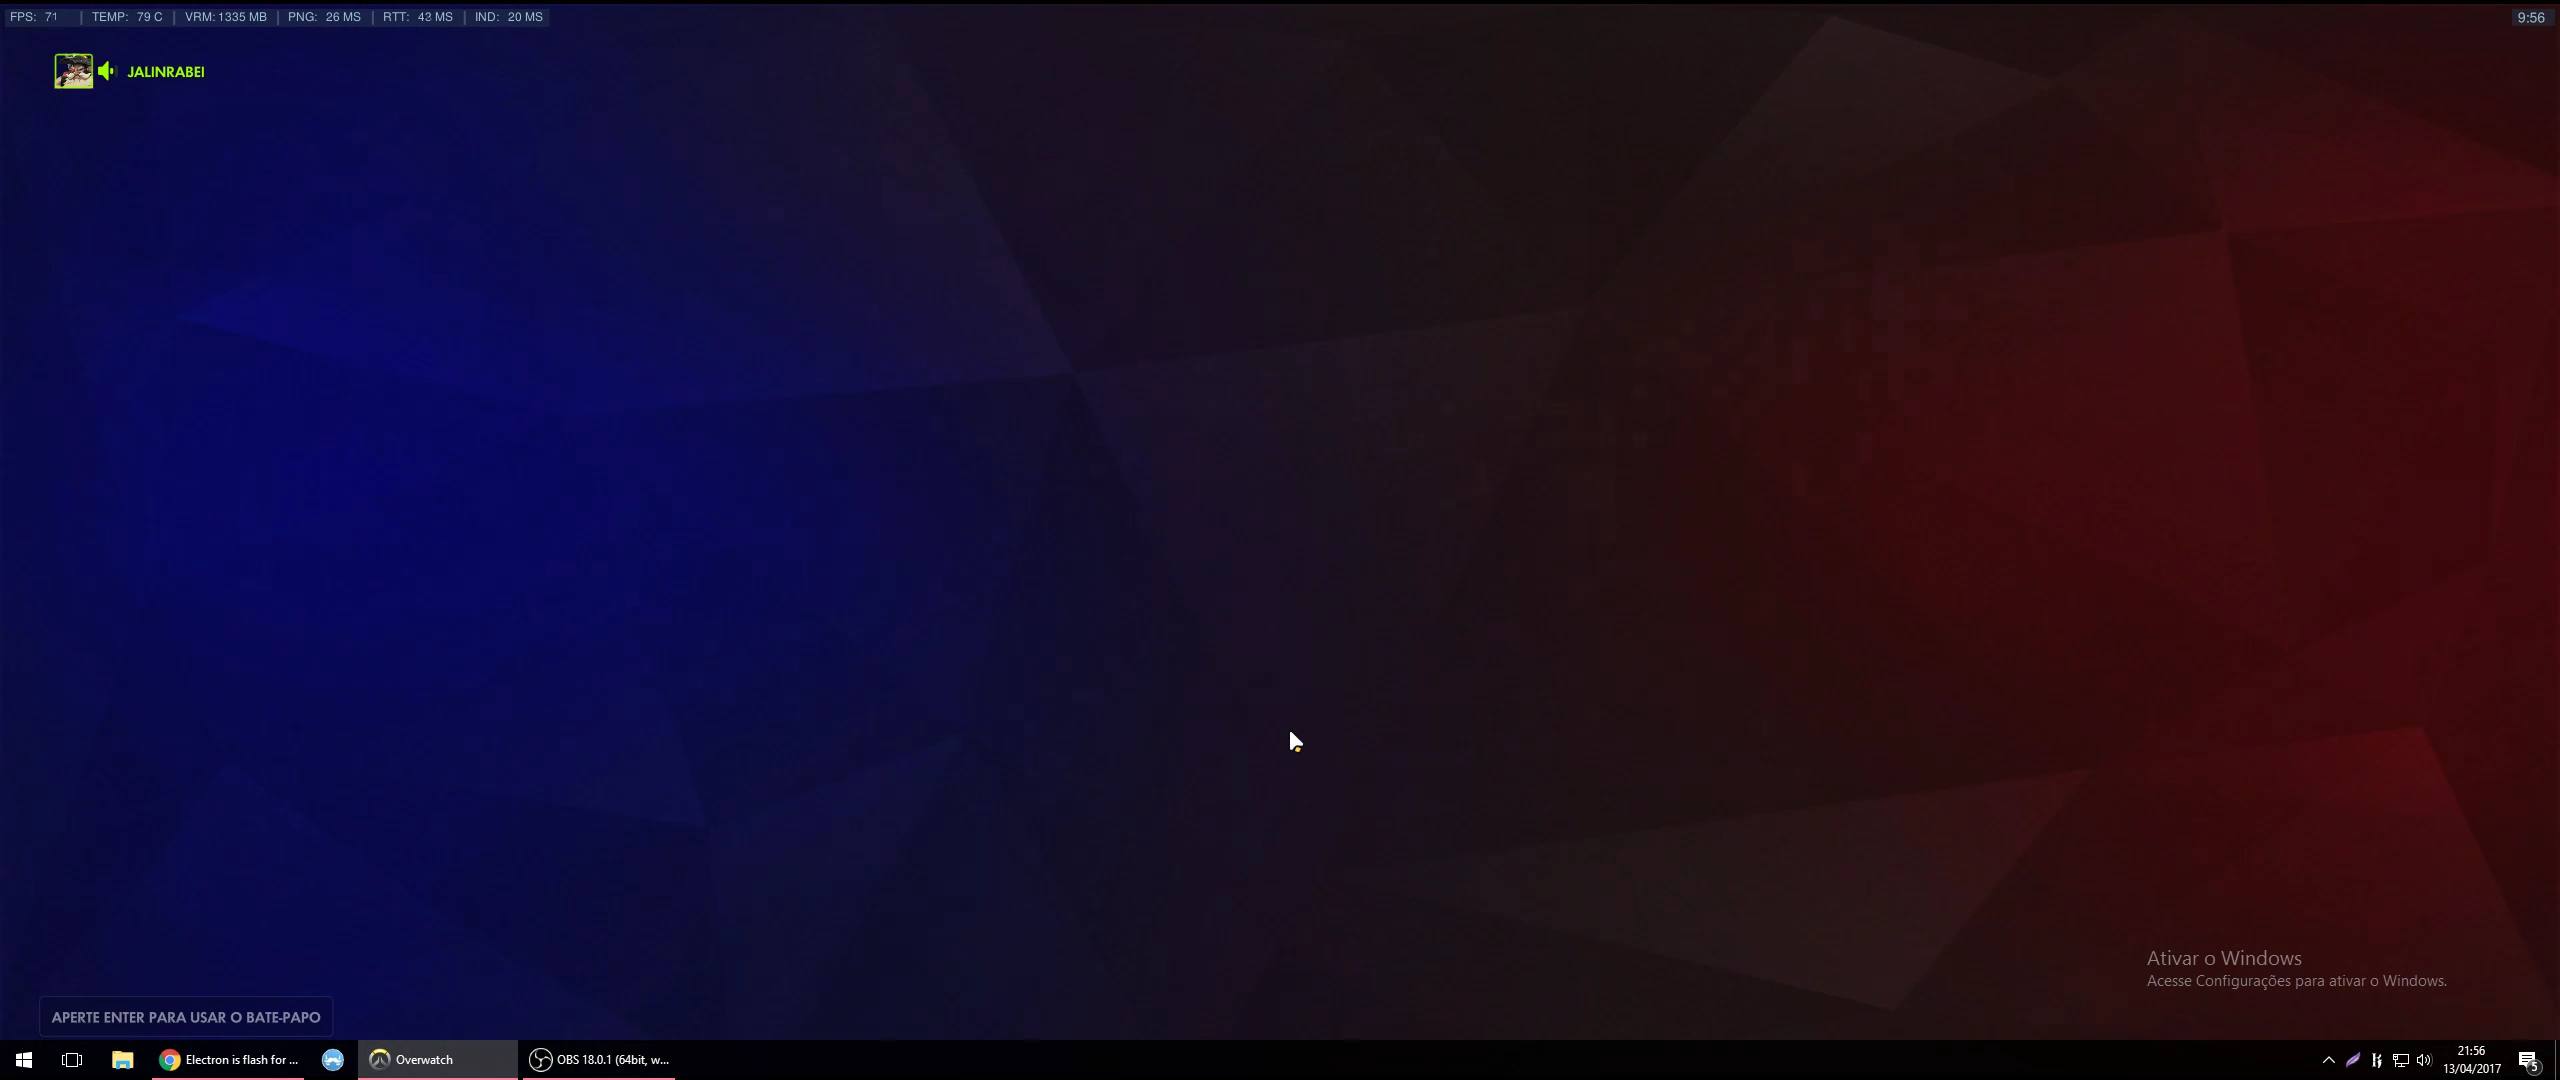 FPS: 71 | TEMP: 79 C | VRM: 1335 MB | PNG: 26 MS | RTT: 43 MS | IND: 20 MS
9:56
JALINRABEI
Ativar o Windows
Acesse Configurações para ativar o Windows.
APERTE ENTER PARA USAR O BATE-PAPO
Electron is flash for ...
Overwatch
OBS 18.0.1 (64bit, w...
21:56
13/04/2017
5